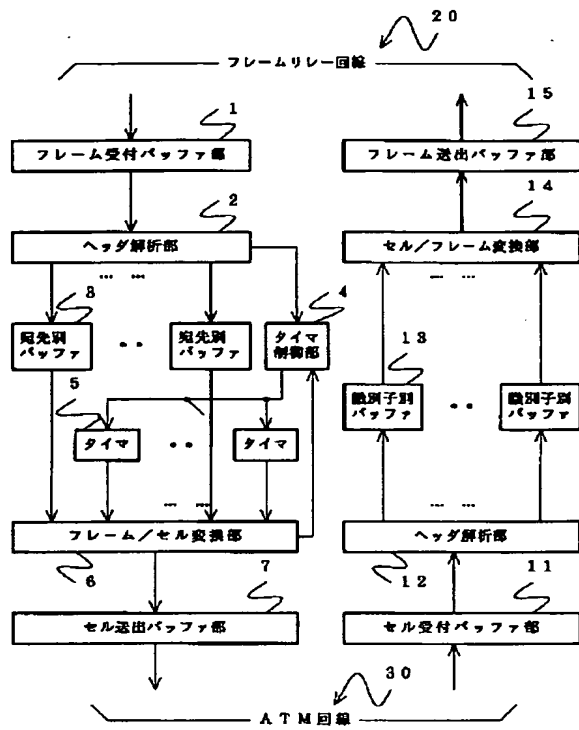 20
フレームリレー回線
1
15
フレーム受付バッファ部
フレーム送出バッファ部
2
14
ヘッダ解析部
セル/フレーム変換部
… …
… …
3
4
宛先別
バッファ
・・
宛先別
バッファ
タイマ
制御部
13
5
識別子別
バッファ
・・
識別子別
バッファ
タイマ
・・
タイマ
… …
… …
フレーム/セル変換部
ヘッダ解析部
6
7
12
11
セル送出バッファ部
セル受付バッファ部
30
ATM回線